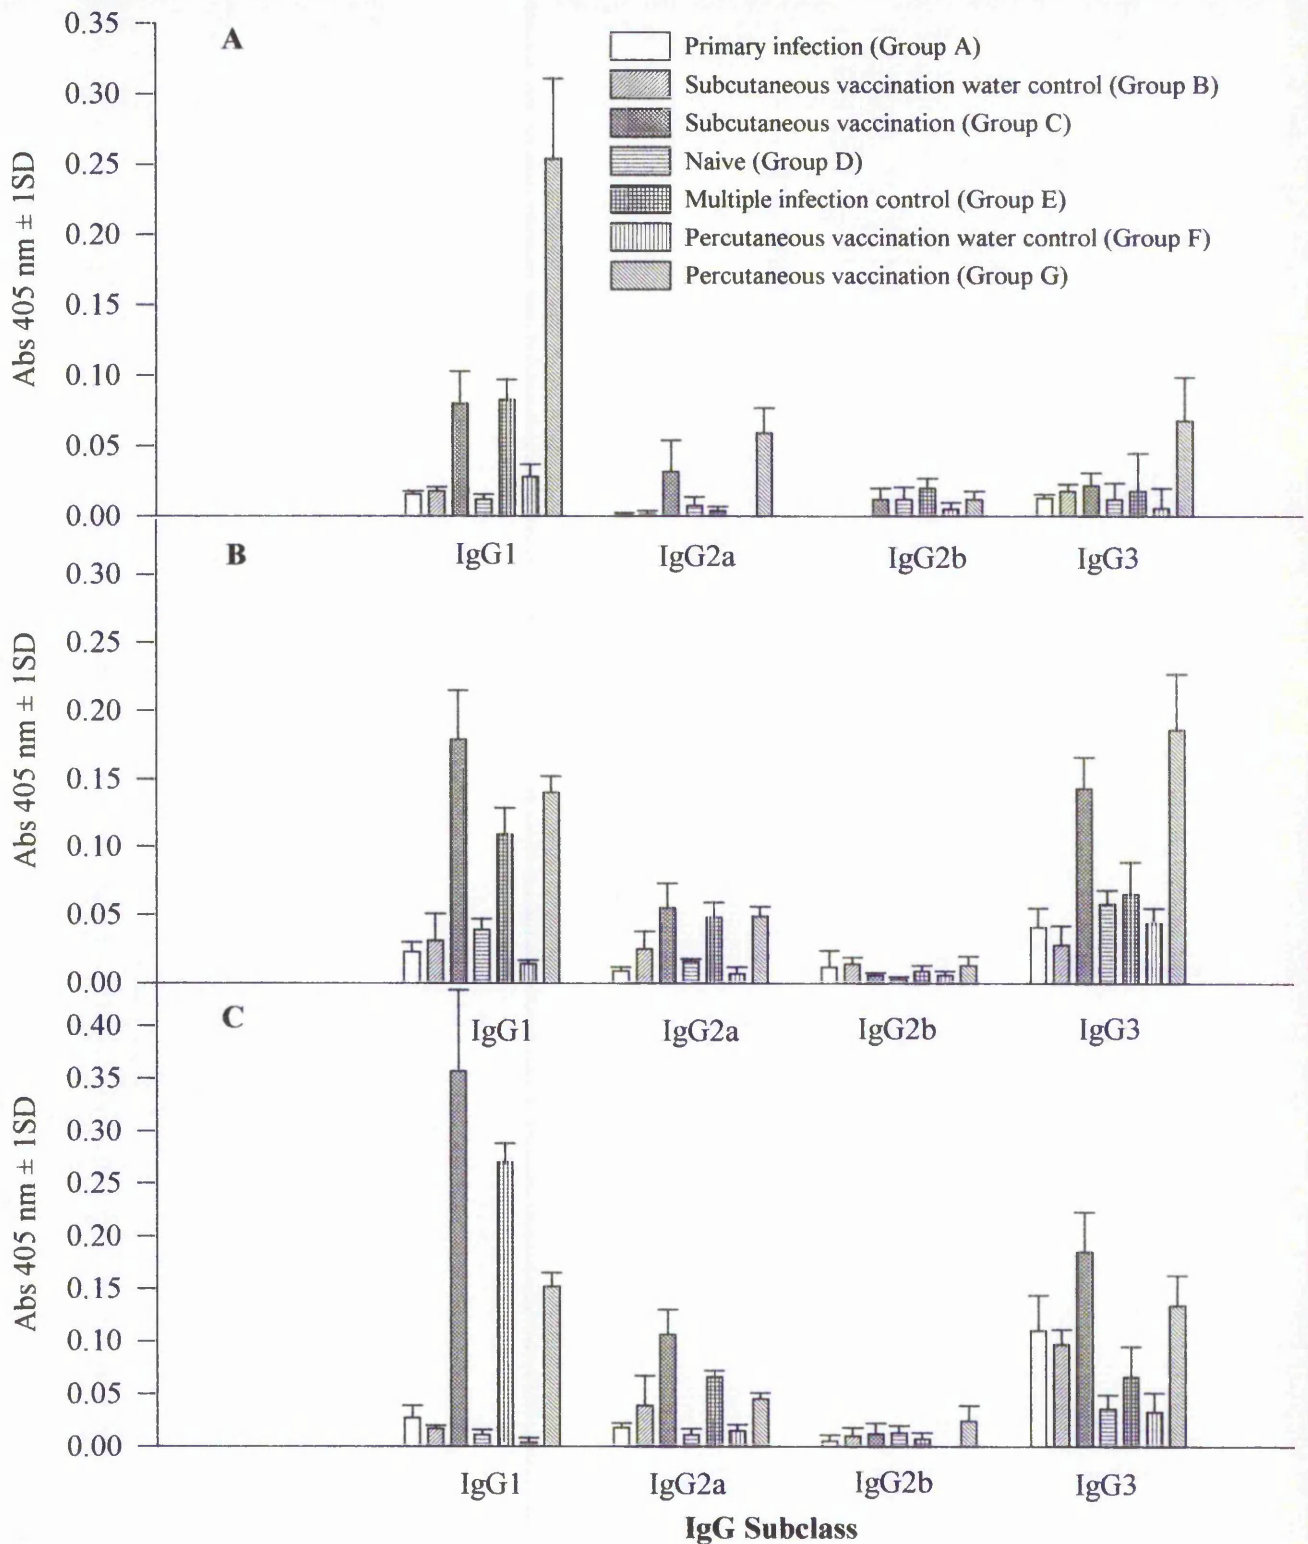 A
Abs 405 nm ± 1SD
0.35
0.30
0.25
0.20
0.15
0.10
0.05
0.00
Primary infection (Group A)
Subcutaneous vaccination water control (Group B)
Subcutaneous vaccination (Group C)
Naive (Group D)
Multiple infection control (Group E)
Percutaneous vaccination water control (Group F)
Percutaneous vaccination (Group G)
IgG1 IgG2a IgG2b IgG3
B
Abs 405 nm ± 1SD
0.30
0.25
0.20
0.15
0.10
0.05
0.00
IgG1 IgG2a IgG2b IgG3
C
Abs 405 nm ± 1SD
0.40
0.35
0.30
0.25
0.20
0.15
0.10
0.05
0.00
IgG1 IgG2a IgG2b IgG3
IgG Subclass